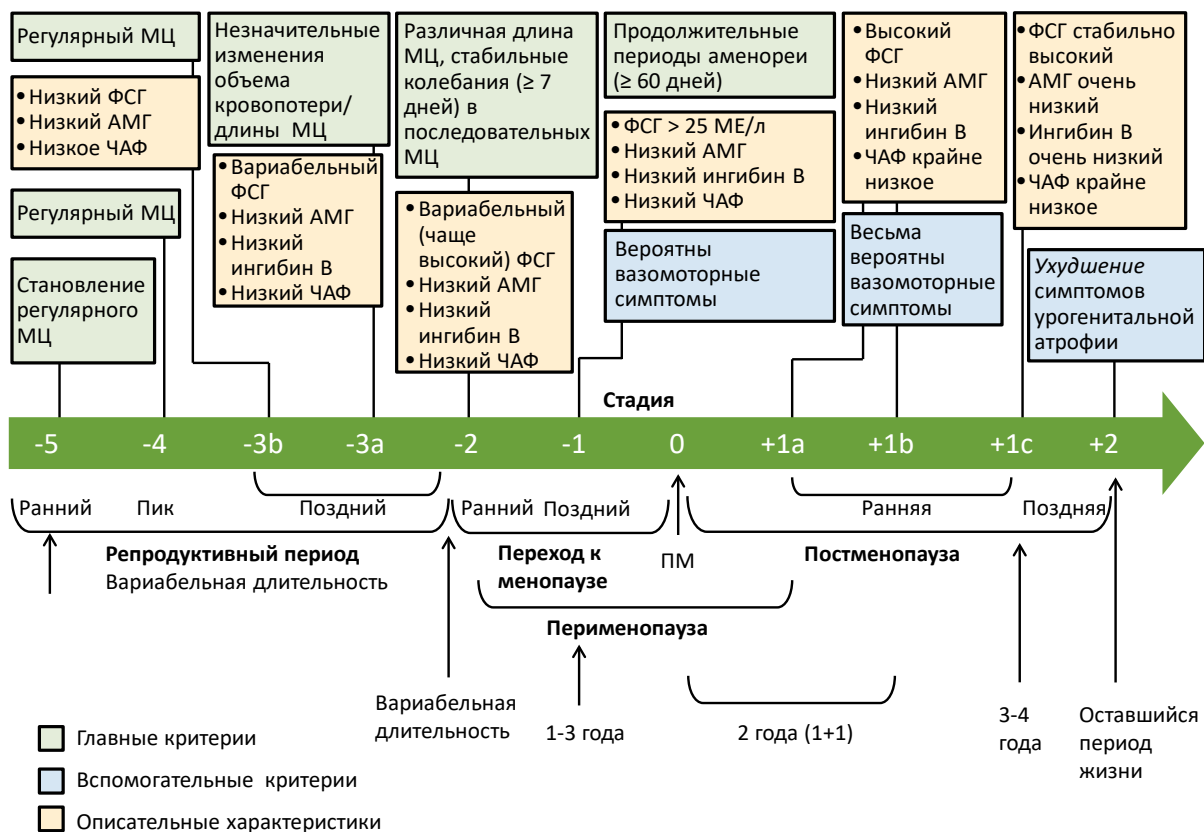 Регулярный МЦ
• Низкий ФСГ
• Низкий АМГ
• Низкое ЧАФ
Регулярный МЦ
Становление
регулярного
МЦ
Незначительные
изменения
объема
кровопотери/
длины МЦ
• Вариабельный
ФСГ
• Низкий АМГ
• Низкий
ингибин В
• Низкий ЧАФ
Различная длина
МЦ, стабильные
колебания (≥ 7
дней) в
последовательных
МЦ
• Вариабельный
(чаще
высокий) ФСГ
• Низкий АМГ
• Низкий
ингибин В
• Низкий ЧАФ
Продолжительные
периоды аменореи
(≥ 60 дней)
• ФСГ > 25 МЕ/л
• Низкий АМГ
• Низкий ингибин В
• Низкий ЧАФ
Вероятны
вазомоторные
симптомы
• Высокий
ФСГ
• Низкий АМГ
• Низкий
ингибин В
• ЧАФ крайне
низкое
Весьма
вероятны
вазомоторные
симптомы
• ФСГ стабильно
высокий
• АМГ очень
низкий
• Ингибин В
очень низкий
• ЧАФ крайне
низкое
Ухудшение
симптомов
урогенитальной
атрофии
Стадия
-5 -4 -3b -3a -2 -1 0 +1a +1b +1c +2
Ранний Пик Поздний Ранний Поздний Ранняя Поздняя
Репродуктивный период
Вариабельная длительность
Переход к
менопаузе
ПМ
Постменопауза
Перименопауза
Вариабельная
длительность
1-3 года
2 года (1+1)
3-4
года
Оставшийся
период
жизни
Главные критерии
Вспомогательные критерии
Описательные характеристики